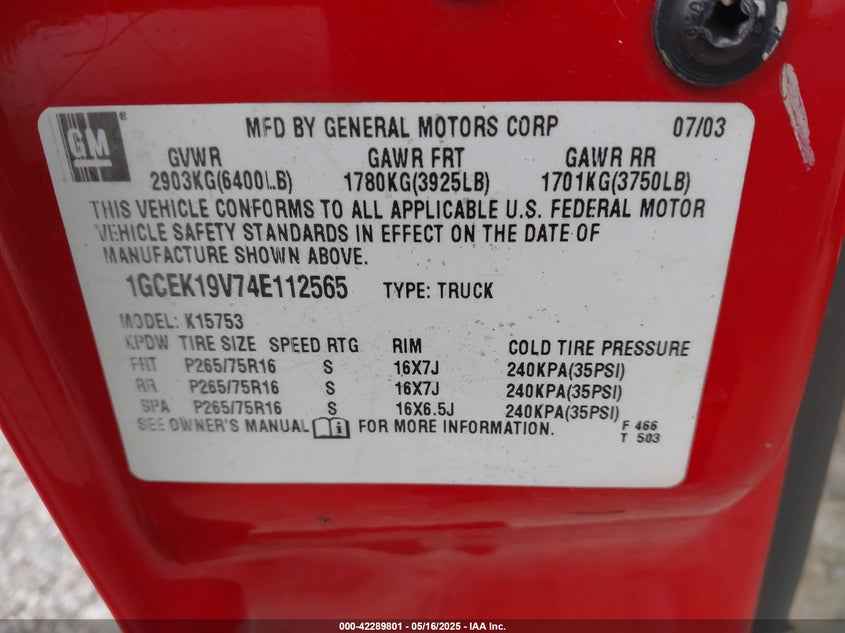 GM ® MFD BY GENERAL MOTORS CORP 07/03
GVWR GAWR FRT GAWR RR
2903KG(6400LB) 1780KG(3925LB) 1701KG(3750LB)
THIS VEHICLE CONFORMS TO ALL APPLICABLE U.S. FEDERAL MOTOR
VEHICLE SAFETY STANDARDS IN EFFECT ON THE DATE OF
MANUFACTURE SHOWN ABOVE.
1GCEK19V74E112565 TYPE: TRUCK
MODEL: K15753
KPDW TIRE SIZE SPEED RTG RIM COLD TIRE PRESSURE
FRT P265/75R16 S 16X7J 240KPA(35PSI)
RR P265/75R16 S 16X7J 240KPA(35PSI)
SPA P265/75R16 S 16X6.5J 240KPA(35PSI)
SEE OWNER'S MANUAL i FOR MORE INFORMATION.
F 466
T 503
000-42289801 - 05/16/2025 - IAA Inc.